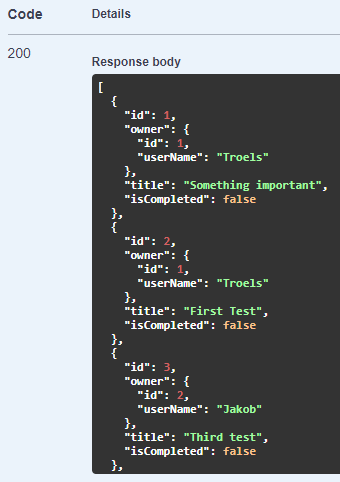 Code Details
200
Response body
[
  {
    "id": 1,
    "owner": {
      "id": 1,
      "userName": "Troels"
    },
    "title": "Something important",
    "isCompleted": false
  },
  {
    "id": 2,
    "owner": {
      "id": 1,
      "userName": "Troels"
    },
    "title": "First Test",
    "isCompleted": false
  },
  {
    "id": 3,
    "owner": {
      "id": 2,
      "userName": "Jakob"
    },
    "title": "Third test",
    "isCompleted": false
  },